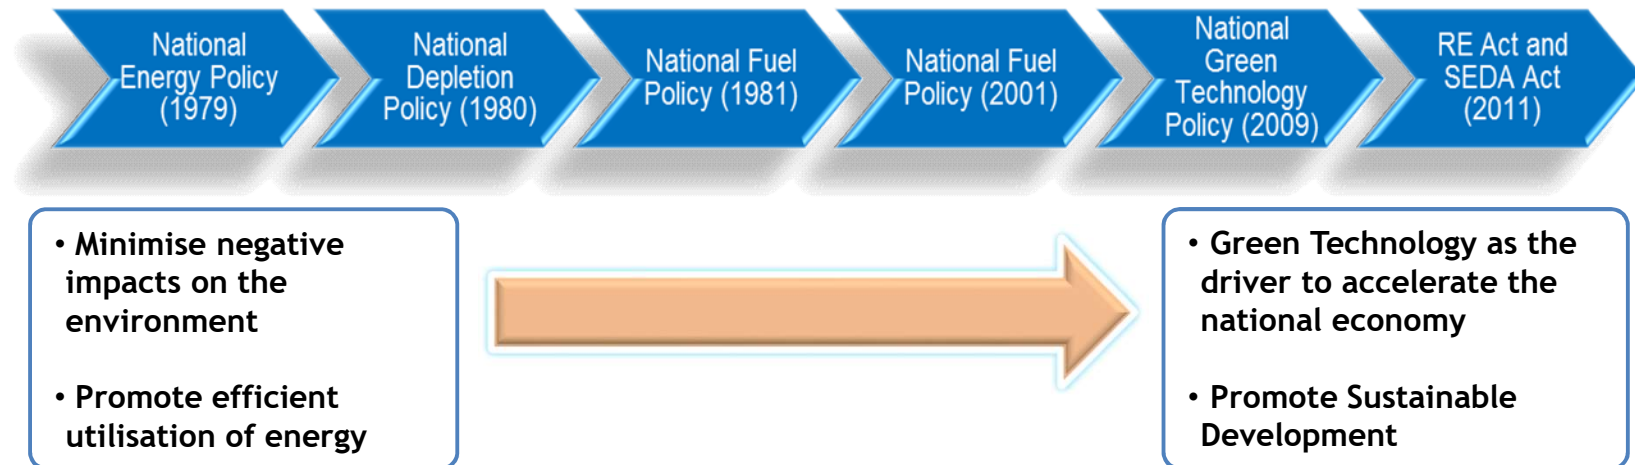 National
Energy Policy
(1979)
National
Depletion
Policy (1980)
National Fuel
Policy (1981)
National Fuel
Policy (2001)
National
Green
Technology
Policy (2009)
RE Act and
SEDA Act
(2011)
• Minimise negative
impacts on the
environment
• Promote efficient
utilisation of energy
• Green Technology as the
driver to accelerate the
national economy
• Promote Sustainable
Development